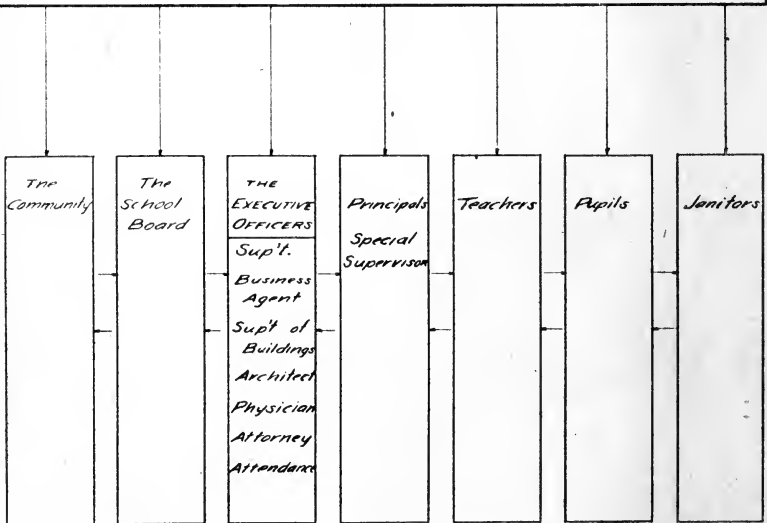 The
Community
The
School
Board
THE
EXECUTIVE
OFFICERS
Sup't.
Business
Agent
Sup't of
Buildings
Architect
Physician
Attorney
Attendance
Principals
Special
Supervisor
Teachers
Pupils
Janitors